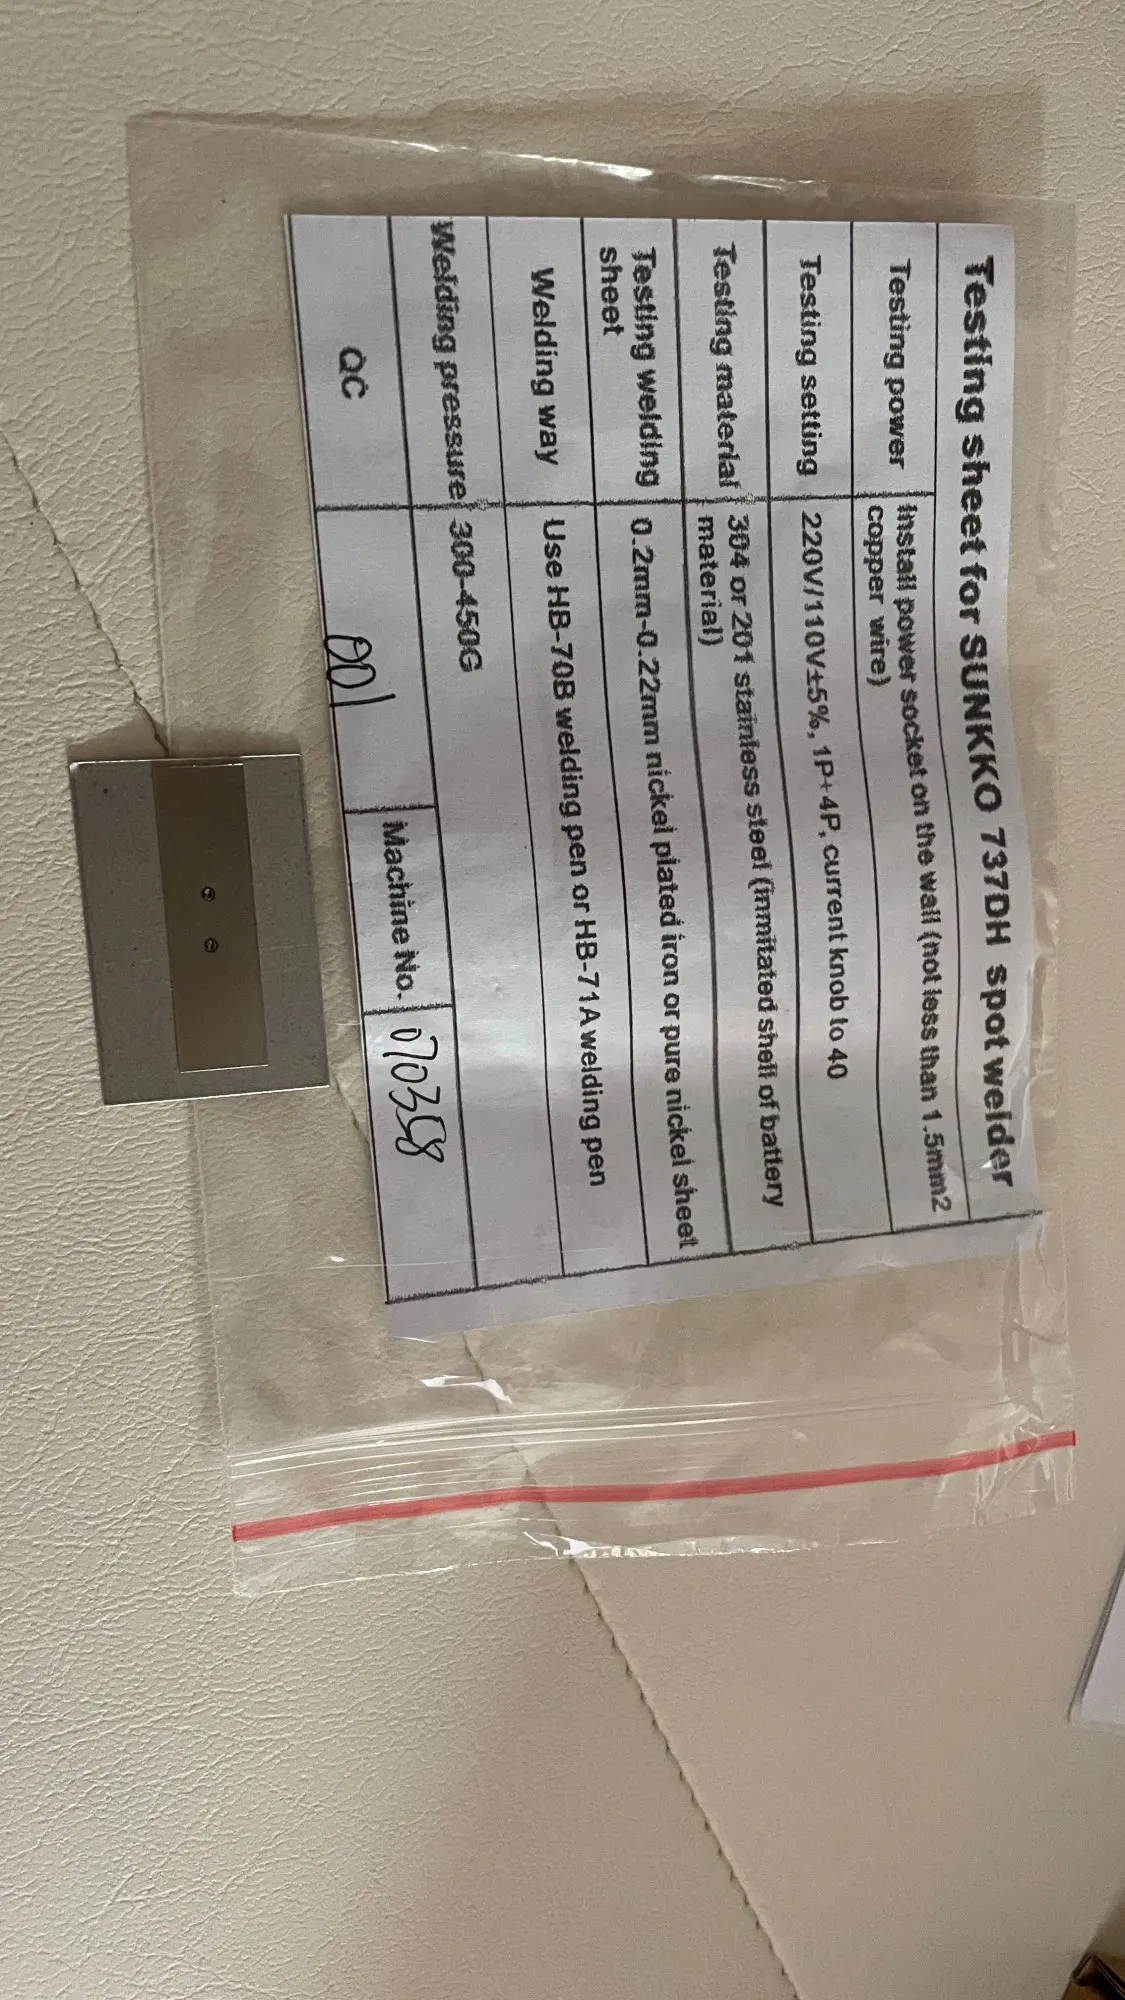 Testing sheet for SUNKKO 737DH spot welder
Testing power
Install power socket on the wall (not less than 1.5mm2
copper wire)
Testing setting
220V/110V±5%, 1P+4P, current knob to 40
Testing material
304 or 201 stainless steel (inmitated shell of battery
material)
Testing welding
sheet
0.2mm-0.22mm nickel plated iron or pure nickel sheet
Welding way
Use HB-70B welding pen or HB-71A welding pen
Welding pressure
300-450G
QC
001
Machine No.
070358